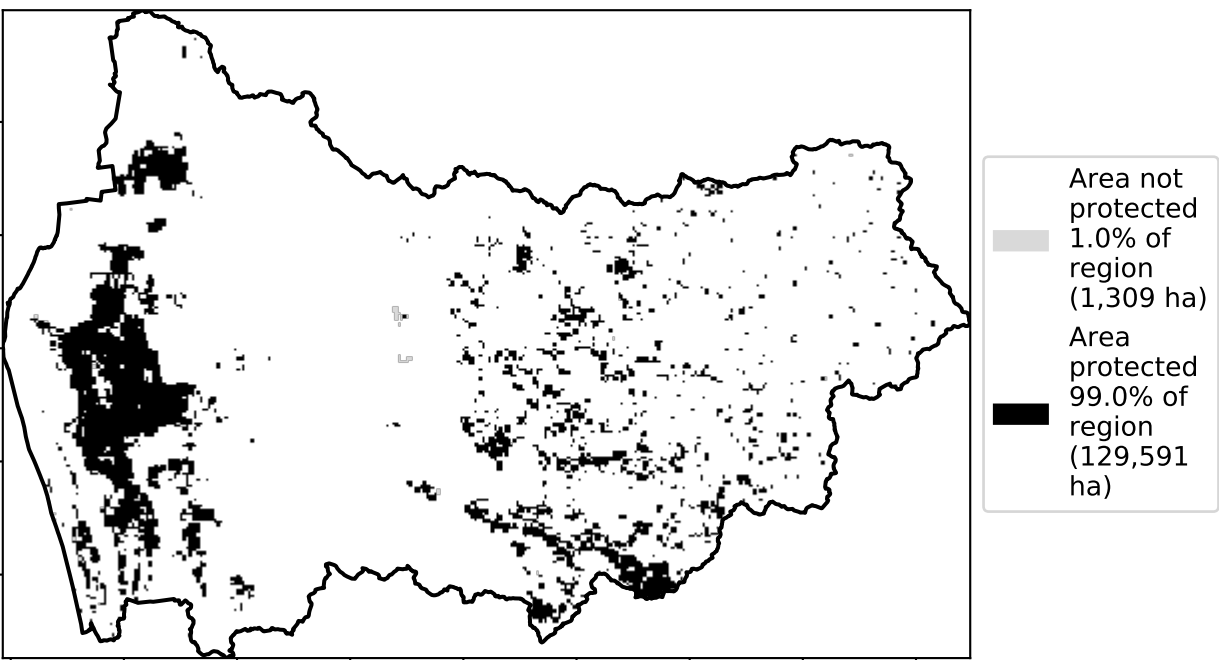 Area not
protected
1.0% of
region
(1,309 ha)
Area
protected
99.0% of
region
(129,591
ha)